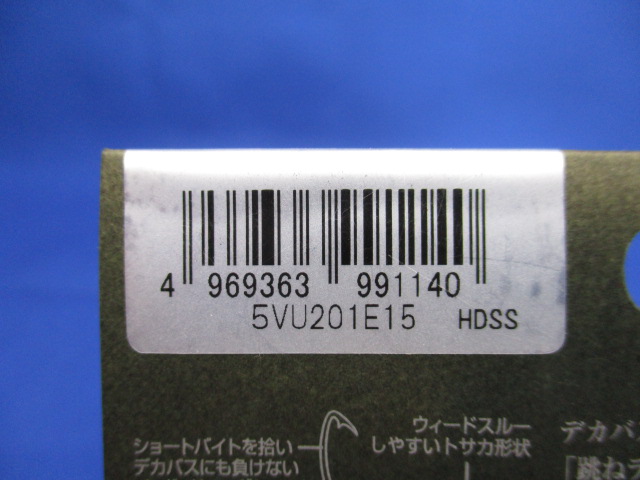 4 969363 991140
5VU201E15 HDSS
ショートバイトを拾い
デカバスにも負けない
ウィードスルー
しやすいトサカ形状
デカバ
「跳ね